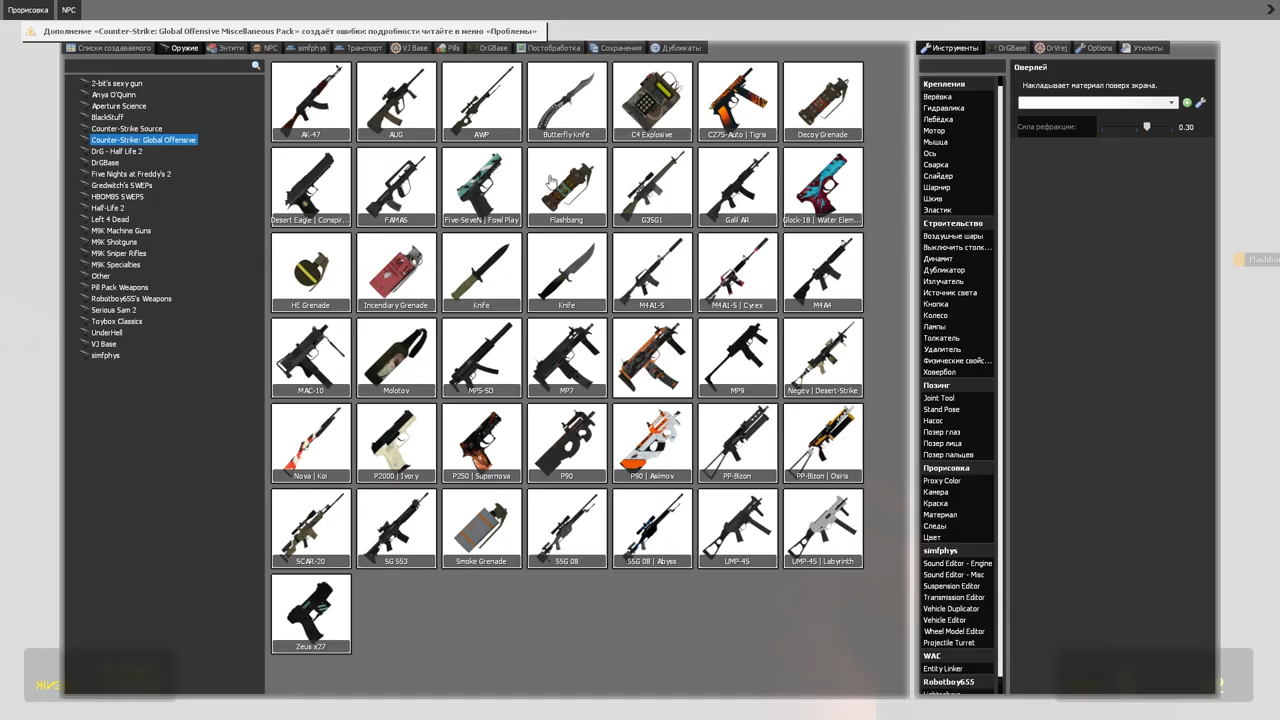 Прорисовка NPC
Дополнение «Counter-Strike: Global Offensive Miscellaneous Pack» создаёт ошибки: подробности читайте в меню «Проблемы»
Списки создаваемого Оружие Энтити NPC simfphys Транспорт VJ Base Pills DrGBase Постобработка Сохранения Дубликаты
2-bit's sexy gun
Anya O'Quinn
Aperture Science
BlackStuff
Counter-Strike Source
Counter-Strike: Global Offensive
DrG - Half Life 2
DrGBase
Five Nights at Freddy's 2
Gredwitch's SWEPs
HBOMBS SWEPS
Half-Life 2
Left 4 Dead
M9K Machine Guns
M9K Shotguns
M9K Sniper Rifles
M9K Specialties
Other
Pill Pack Weapons
Robotboy655's Weapons
Serious Sam 2
Toybox Classics
UnderHell
VJ Base
simfphys
AK-47 AUG AWP Butterfly Knife C4 Explosive CZ75-Auto | Tigris Decoy Grenade
Desert Eagle | Conspir... FAMAS Five-SeveN | Fowl Play Flashbang G3SG1 Galil AR Glock-18 | Water Elem...
HE Grenade Incendiary Grenade Knife Knife M4A1-S M4A1-S | Cyrex M4A4
MAC-10 Molotov MP5-SD MP7 MP9 Negev | Desert-Strike
Nova | Koi P2000 | Ivory P250 | Supernova P90 P90 | Asiimov PP-Bizon PP-Bizon | Osiris
SCAR-20 SG 553 Smoke Grenade SSG 08 SSG 08 | Abyss UMP-45 UMP-45 | Labyrinth
Zeus x27
Инструменты DrGBase DrVrej Options Утилиты
Крепления
Верёвка
Гидравлика
Лебёдка
Мотор
Мышца
Ось
Сварка
Слайдер
Шарнир
Шкив
Эластик
Строительство
Воздушные шары
Выключить столк...
Динамит
Дубликатор
Излучатель
Источник света
Кнопка
Колесо
Лампы
Толкатель
Удалитель
Физические свойс...
Ховербол
Позинг
Joint Tool
Stand Pose
Насос
Позер глаз
Позер лица
Позер пальцев
Прорисовка
Proxy Color
Камера
Краска
Материал
Следы
Цвет
simfphys
Sound Editor - Engine
Sound Editor - Misc
Suspension Editor
Transmission Editor
Vehicle Duplicator
Vehicle Editor
Wheel Model Editor
Projectile Turret
WAC
Entity Linker
Robotboy655
Оверлей
Накладывает материал поверх экрана.
Сила рефракции: 0.30